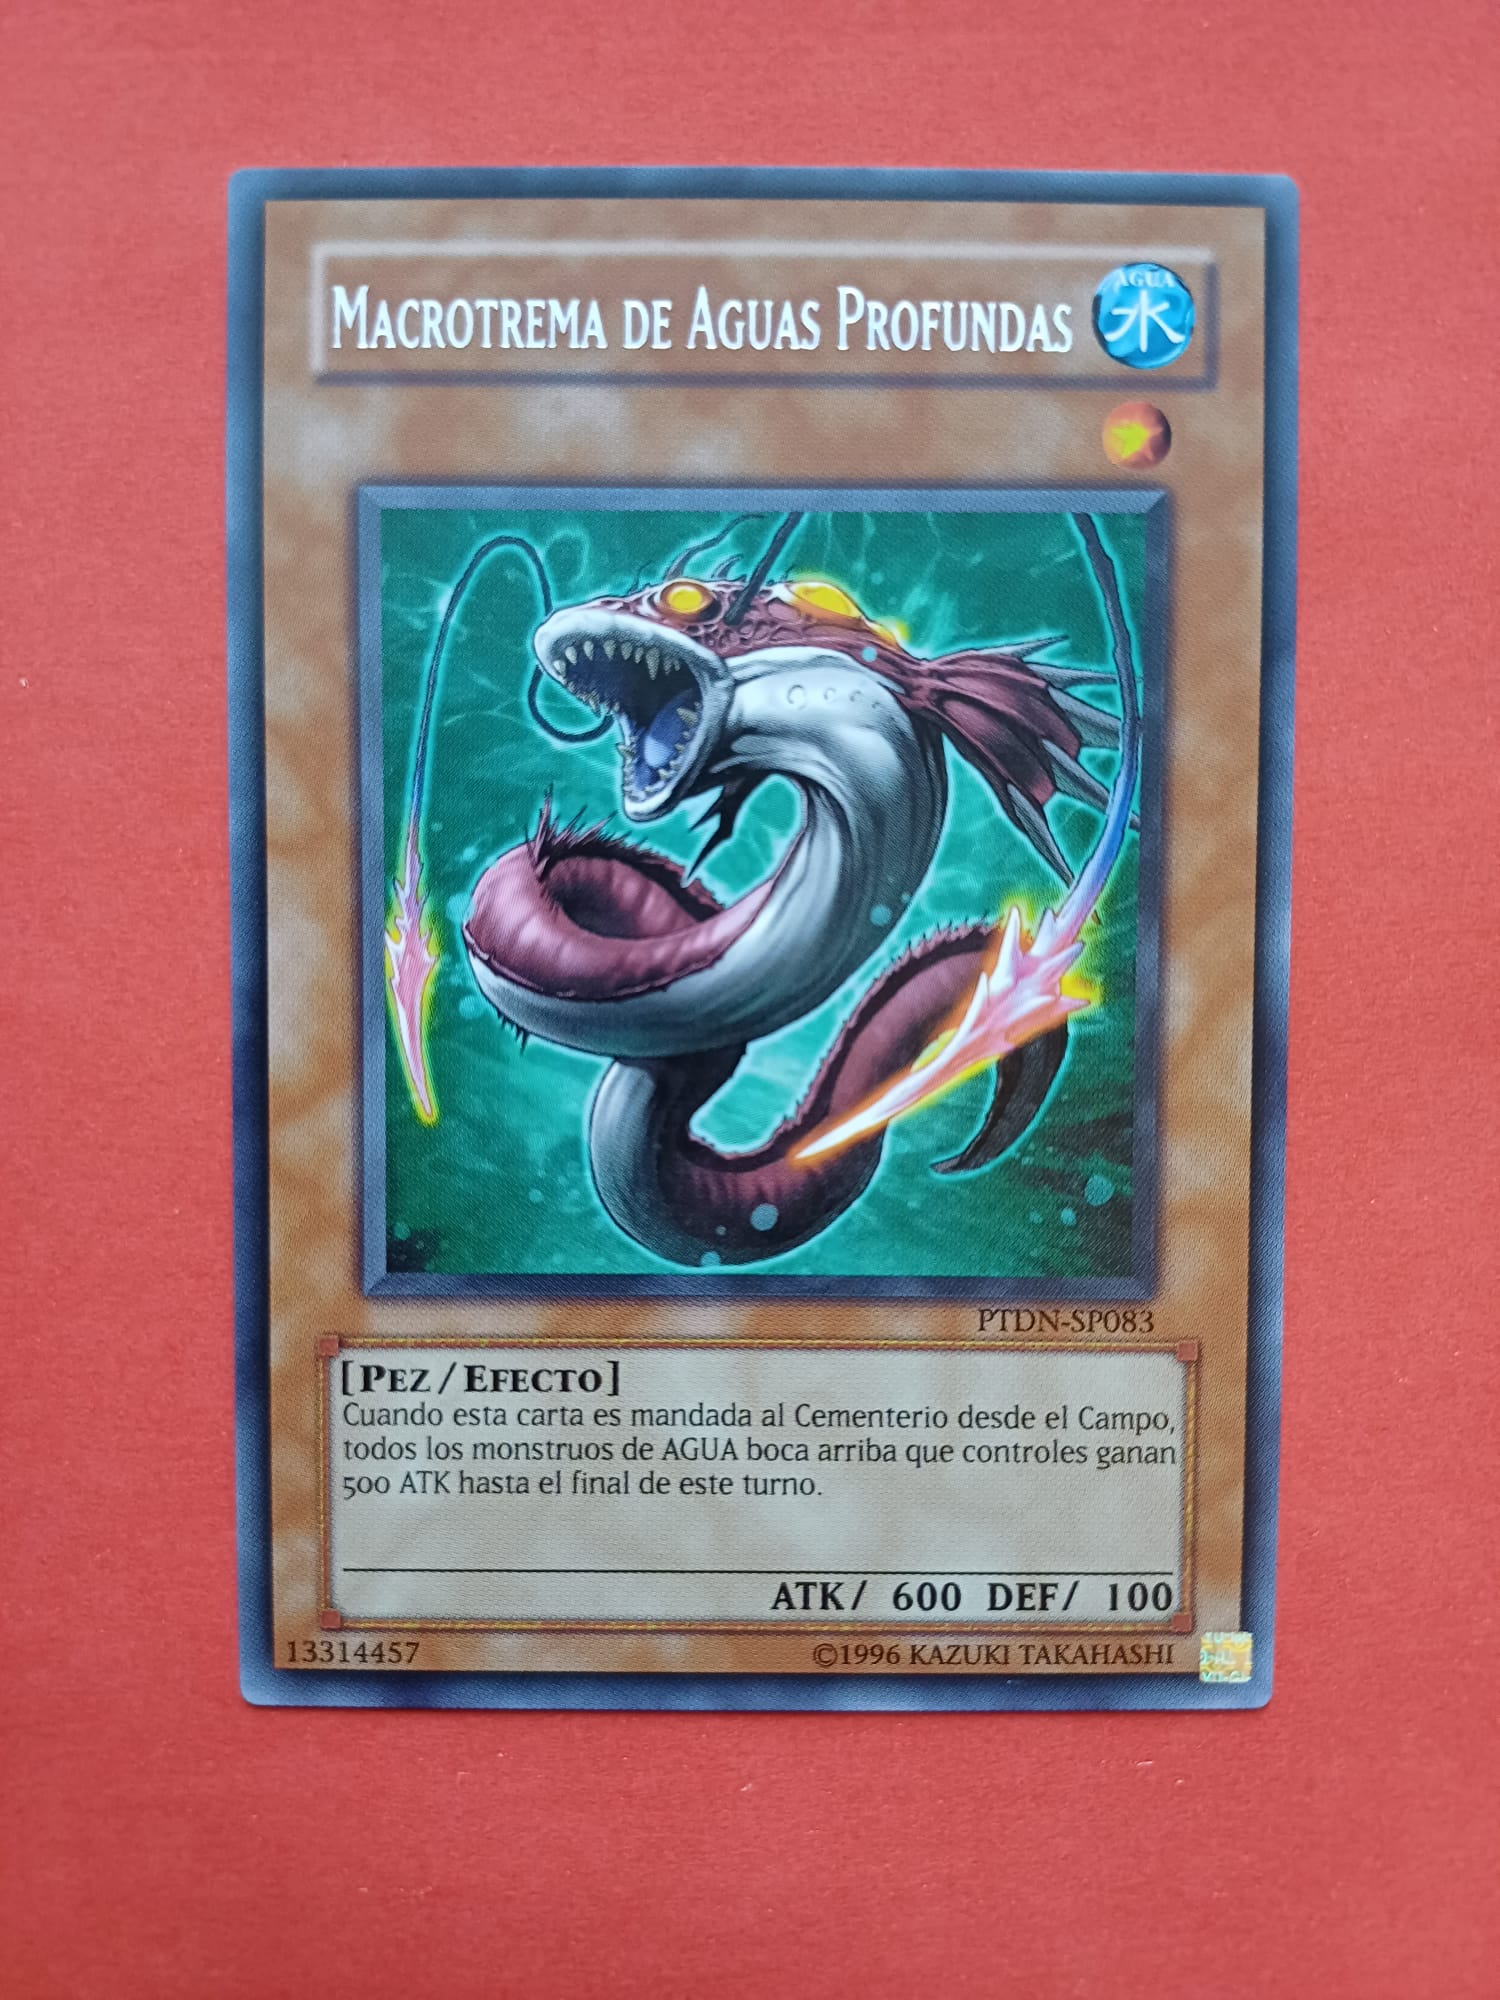 Macrotrema de Aguas Profundas
AGUA
水
PTDN-SP083
[Pez/Efecto]
Cuando esta carta es mandada al Cementerio desde el Campo,
todos los monstruos de AGUA boca arriba que controles ganan
500 ATK hasta el final de este turno.
ATK/ 600 DEF/ 100
13314457
©1996 KAZUKI TAKAHASHI